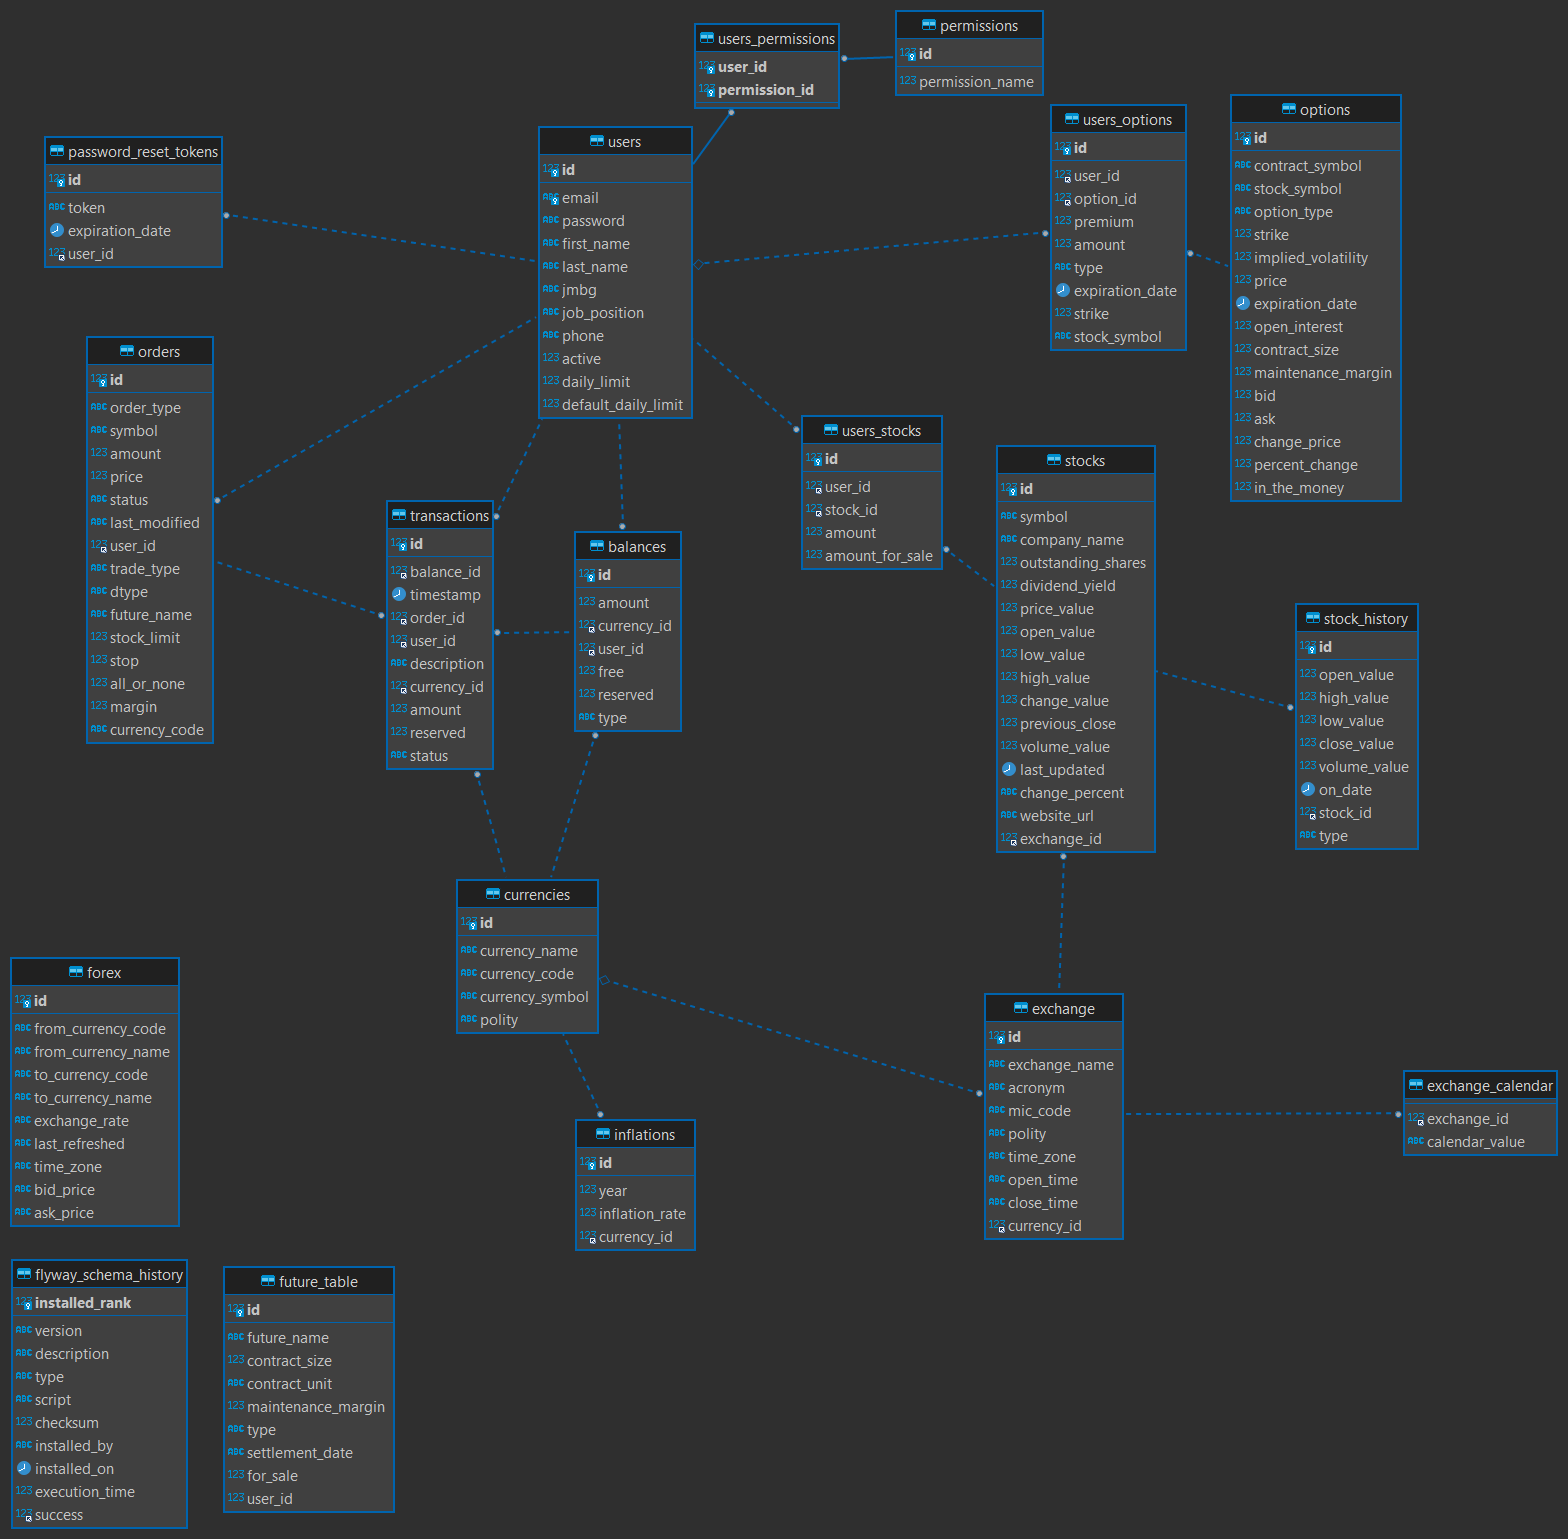 users_permissions
user_id
permission_id
permissions
id
permission_name
users_options
id
user_id
option_id
premium
amount
type
expiration_date
strike
stock_symbol
options
id
contract_symbol
stock_symbol
option_type
strike
implied_volatility
price
expiration_date
open_interest
contract_size
maintenance_margin
bid
ask
change_price
percent_change
in_the_money
password_reset_tokens
id
token
expiration_date
user_id
users
id
email
password
first_name
last_name
jmbg
job_position
phone
active
daily_limit
default_daily_limit
orders
id
order_type
symbol
amount
price
status
last_modified
user_id
trade_type
dtype
future_name
stock_limit
stop
all_or_none
margin
currency_code
transactions
id
balance_id
timestamp
order_id
user_id
description
currency_id
amount
reserved
status
balances
id
amount
currency_id
user_id
free
reserved
type
users_stocks
id
user_id
stock_id
amount
amount_for_sale
stocks
id
symbol
company_name
outstanding_shares
dividend_yield
price_value
open_value
low_value
high_value
change_value
previous_close
volume_value
last_updated
change_percent
website_url
exchange_id
stock_history
id
open_value
high_value
low_value
close_value
volume_value
on_date
stock_id
type
currencies
id
currency_name
currency_code
currency_symbol
polity
forex
id
from_currency_code
from_currency_name
to_currency_code
to_currency_name
exchange_rate
last_refreshed
time_zone
bid_price
ask_price
inflations
id
year
inflation_rate
currency_id
exchange
id
exchange_name
acronym
mic_code
polity
time_zone
open_time
close_time
currency_id
exchange_calendar
exchange_id
calendar_value
flyway_schema_history
installed_rank
version
description
type
script
checksum
installed_by
installed_on
execution_time
success
future_table
id
future_name
contract_size
contract_unit
maintenance_margin
type
settlement_date
for_sale
user_id